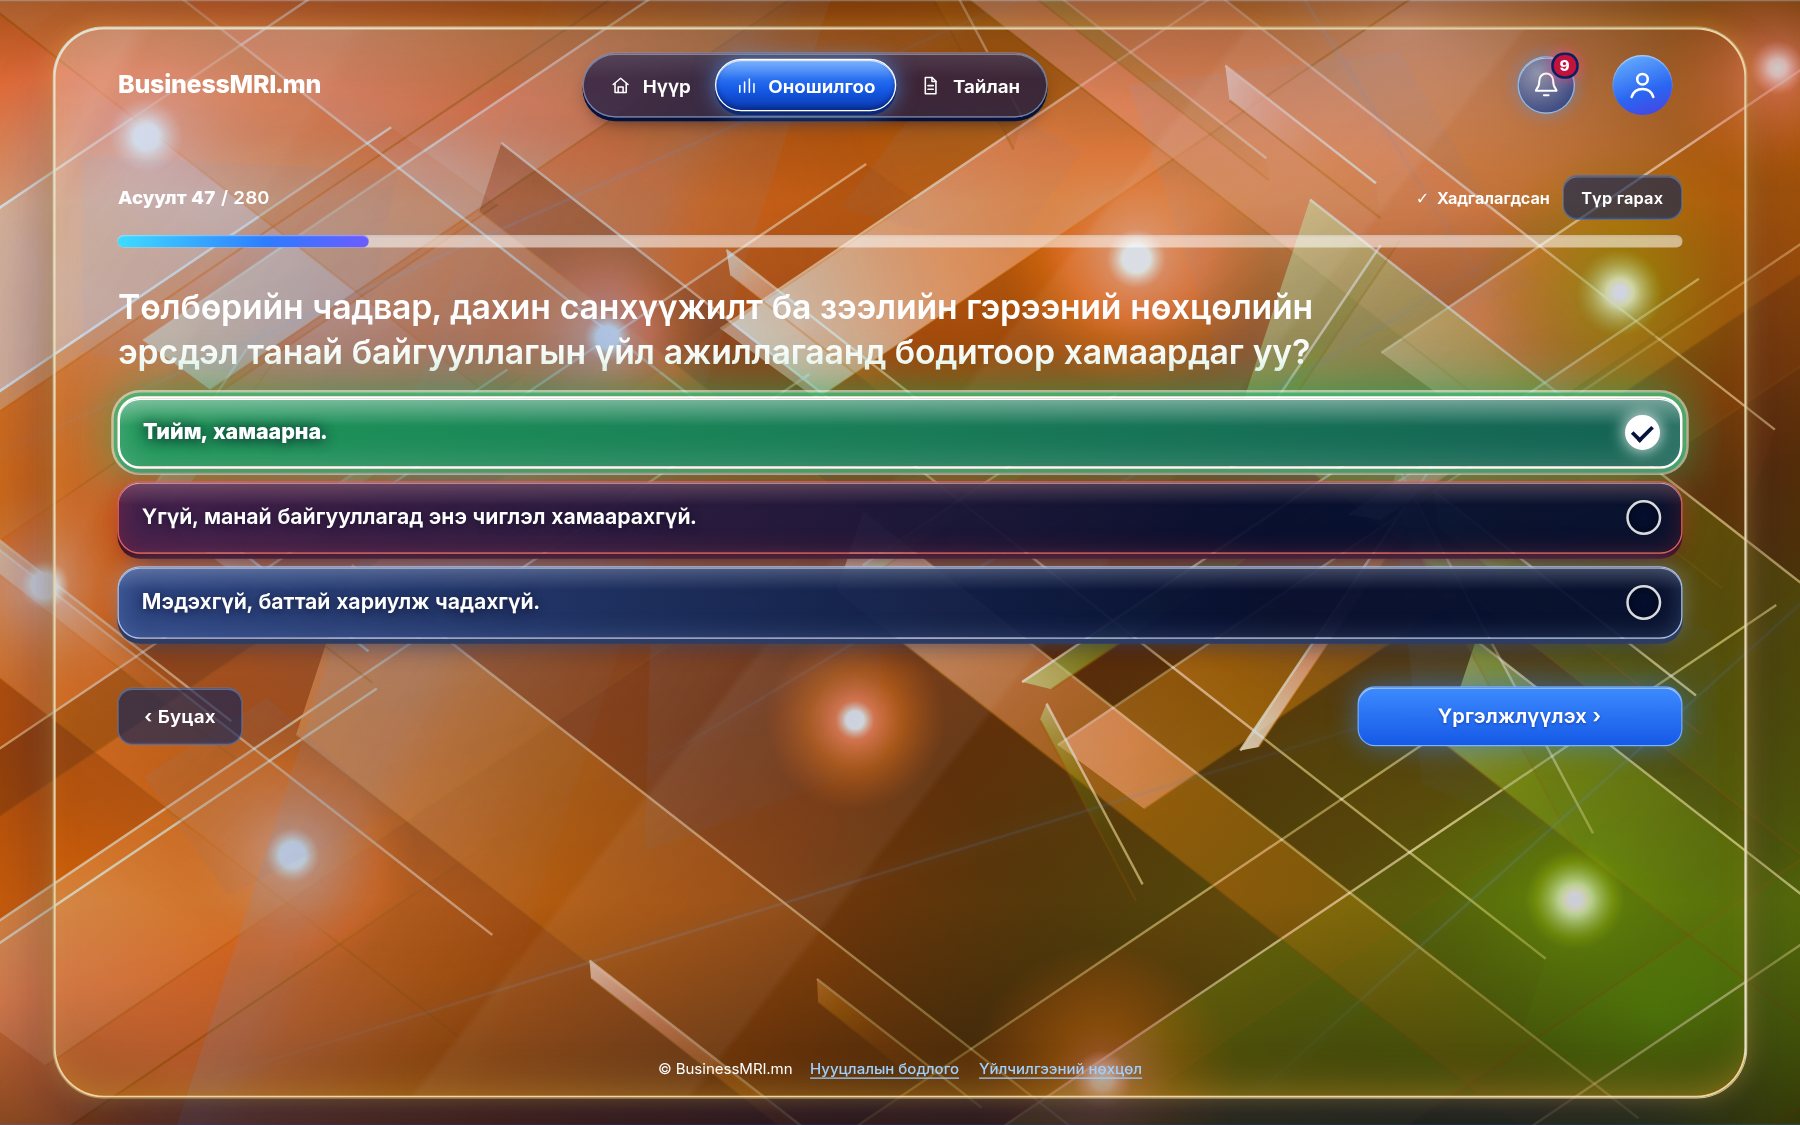 BusinessMRI.mn
Нүүр
Оношилгоо
Тайлан
9
Асуулт 47 / 280
✓ Хадгалагдсан
Түр гарах
Төлбөрийн чадвар, дахин санхүүжилт ба зээлийн гэрээний нөхцөлийн
эрсдэл танай байгууллагын үйл ажиллагаанд бодитоор хамаардаг уу?
Тийм, хамаарна.
Үгүй, манай байгууллагад энэ чиглэл хамаарахгүй.
Мэдэхгүй, баттай хариулж чадахгүй.
‹ Буцах
Үргэлжлүүлэх ›
© BusinessMRI.mn Нууцлалын бодлого Үйлчилгээний нөхцөл